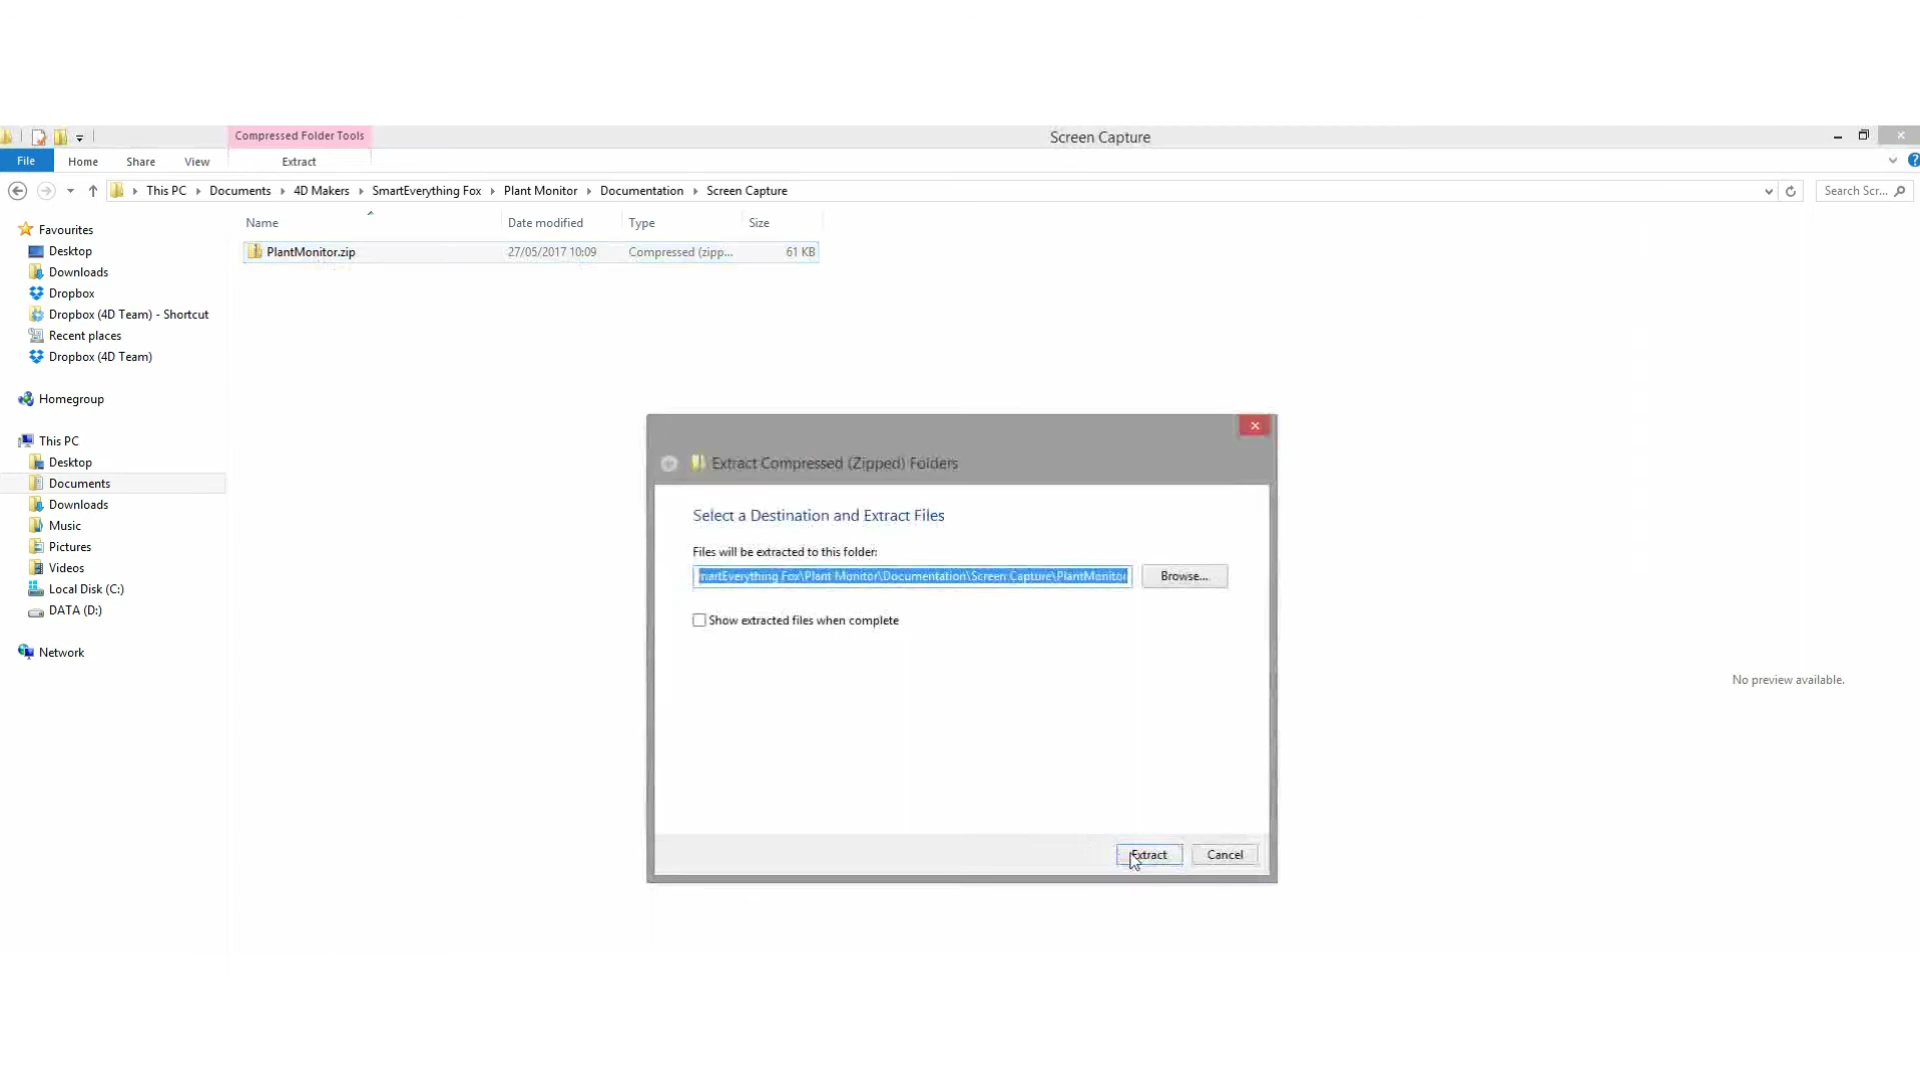 Compressed Folder Tools
Screen Capture
File Home Share View Extract
This PC Documents 4D Makers SmartEverything Fox Plant Monitor Documentation Screen Capture
Search Scr...
Name Date modified Type Size
PlantMonitor.zip 27/05/2017 10:09 Compressed (zipp... 61 KB
Favourites
Desktop
Downloads
Dropbox
Dropbox (4D Team) - Shortcut
Recent places
Dropbox (4D Team)
Homegroup
This PC
Desktop
Documents
Downloads
Music
Pictures
Videos
Local Disk (C:)
DATA (D:)
Network
Extract Compressed (Zipped) Folders
Select a Destination and Extract Files
Files will be extracted to this folder:
martEverything Fox\Plant Monitor\Documentation\Screen Capture\PlantMonitor
Browse...
Show extracted files when complete
Extract Cancel
No preview available.